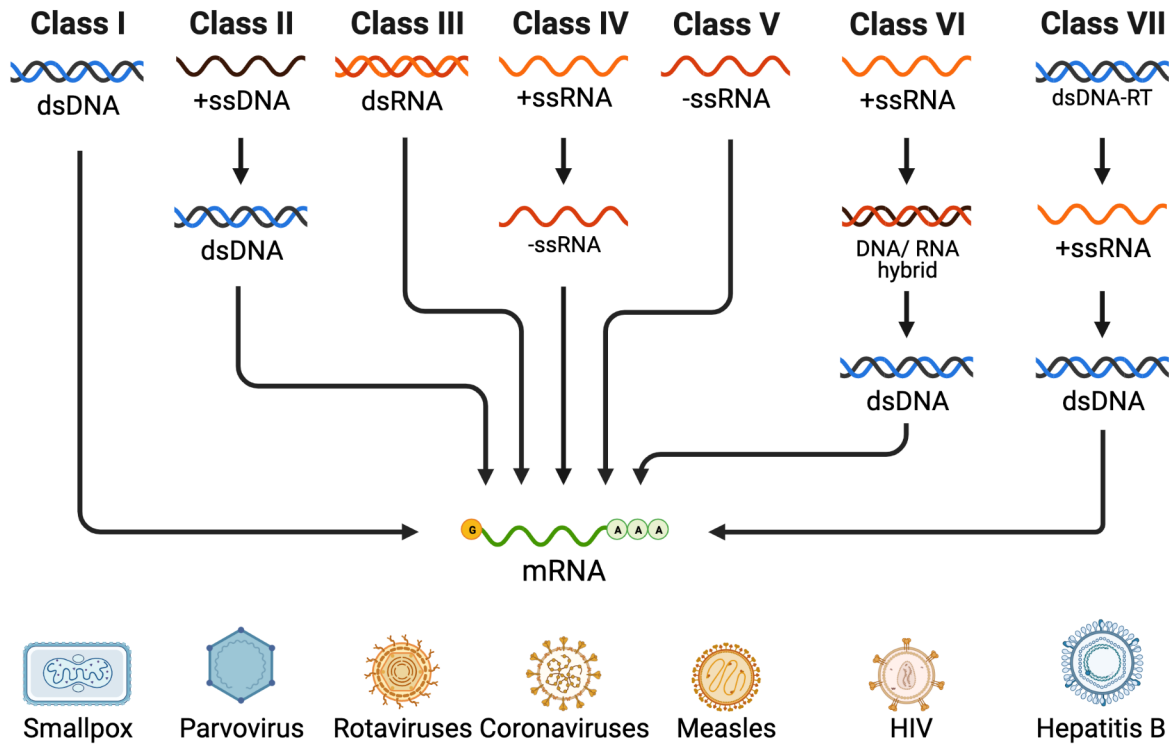 Class I Class II Class III Class IV Class V Class VI Class VII
dsDNA +ssDNA dsRNA +ssRNA -ssRNA +ssRNA dsDNA-RT
dsDNA -ssRNA DNA/ RNA +ssRNA
hybrid
dsDNA dsDNA
G A A A
mRNA
Smallpox Parvovirus Rotaviruses Coronaviruses Measles HIV Hepatitis B